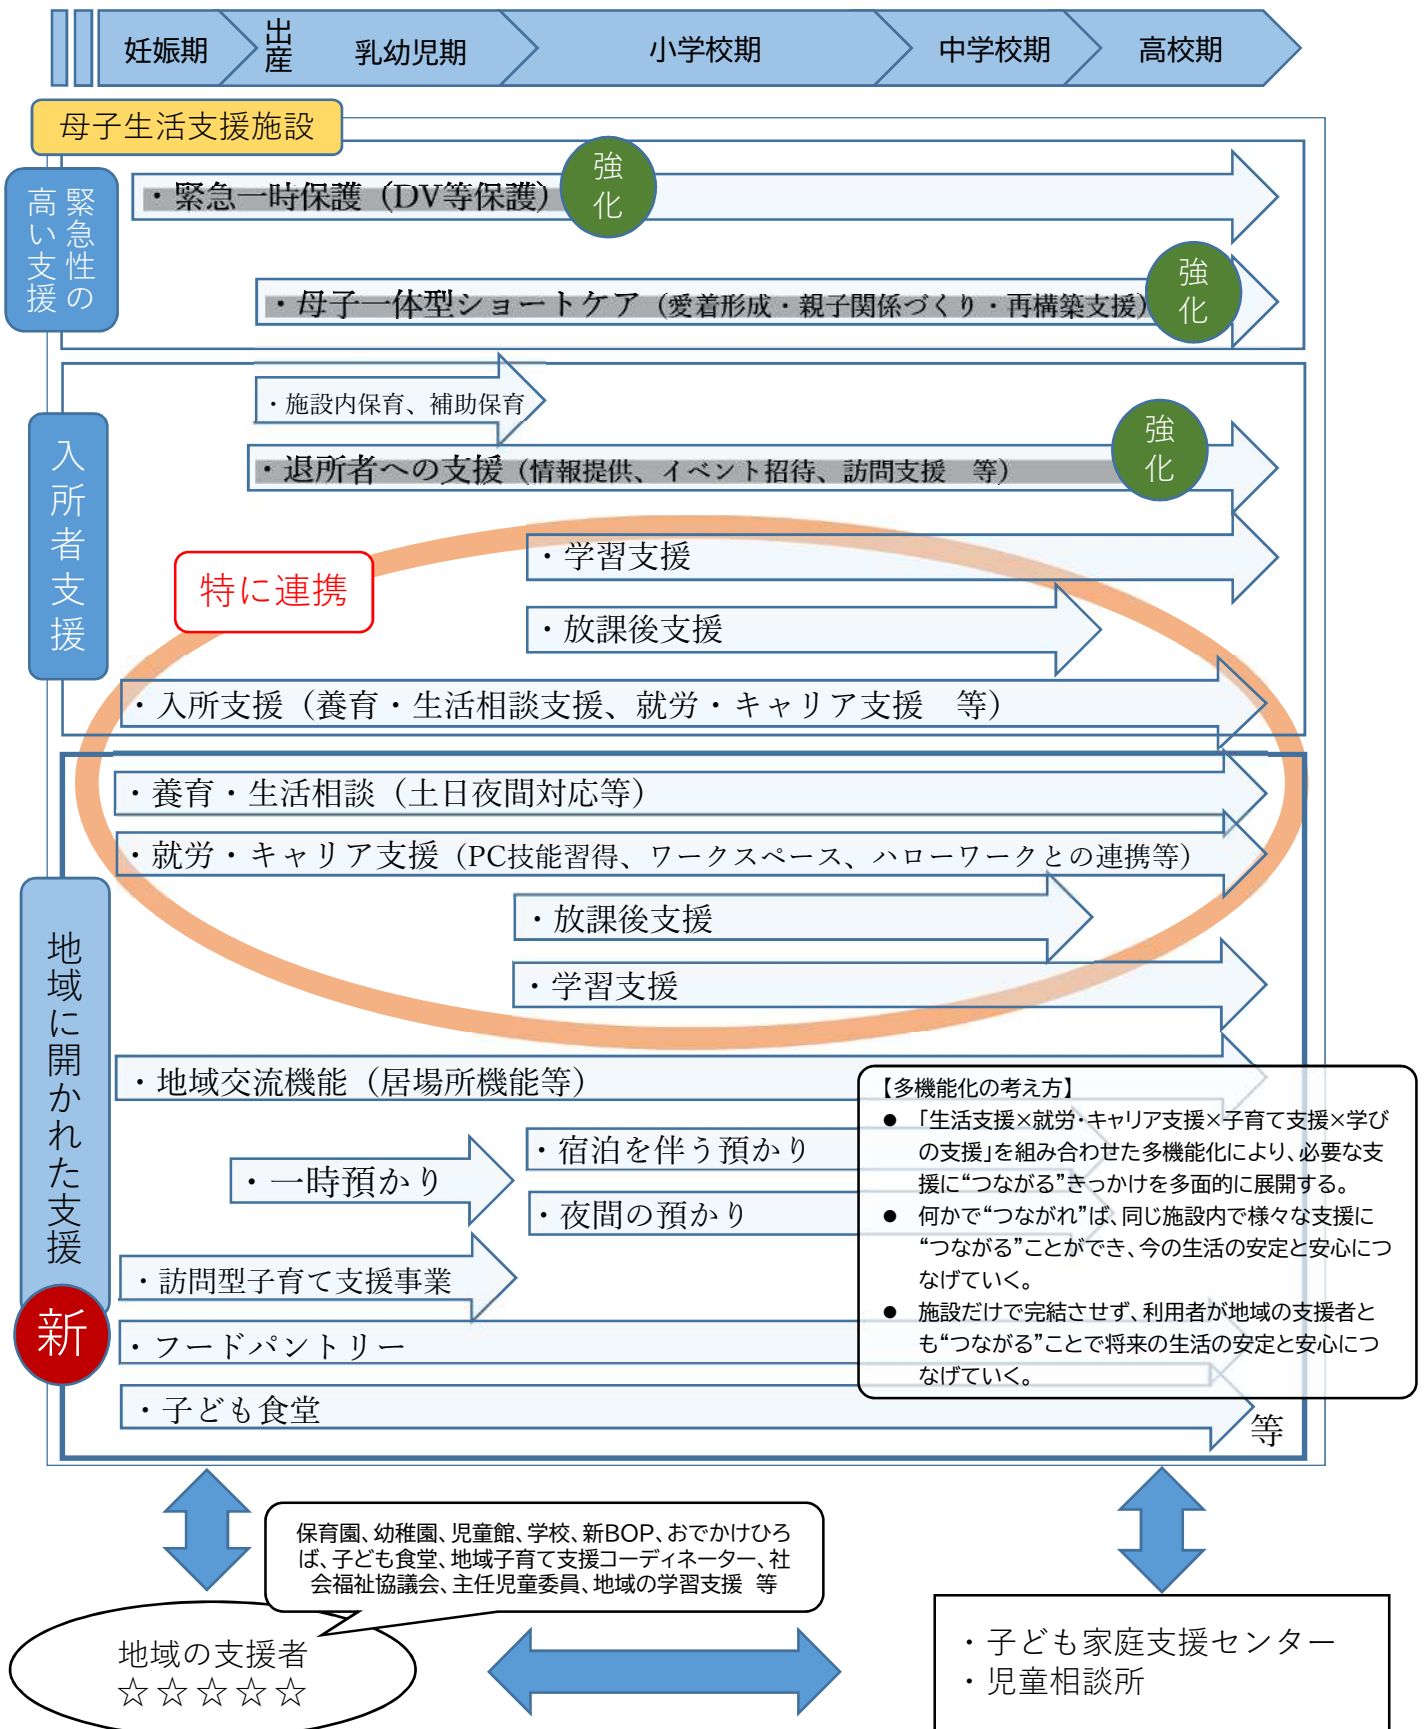 妊娠期
出産
乳幼児期
小学校期
中学校期
高校期
母子生活支援施設
緊急性の
高い支援
・緊急一時保護（DV等保護）
強化
・母子一体型ショートケア（愛着形成・親子関係づくり・再構築支援）
強化
入所者支援
・施設内保育、補助保育
・退所者への支援（情報提供、イベント招待、訪問支援　等）
強化
特に連携
・学習支援
・放課後支援
・入所支援（養育・生活相談支援、就労・キャリア支援　等）
地域に開かれた支援
新
・養育・生活相談（土日夜間対応等）
・就労・キャリア支援（PC技能習得、ワークスペース、ハローワークとの連携等）
・放課後支援
・学習支援
・地域交流機能（居場所機能等）
・宿泊を伴う預かり
・一時預かり
・夜間の預かり
・訪問型子育て支援事業
・フードパントリー
・子ども食堂
等
【多機能化の考え方】
● 「生活支援×就労・キャリア支援×子育て支援×学び
の支援」を組み合わせた多機能化により、必要な支
援に“つながる”きっかけを多面的に展開する。
● 何かで“つながれ”ば、同じ施設内で様々な支援に
“つながる”ことができ、今の生活の安定と安心につ
なげていく。
● 施設だけで完結させず、利用者が地域の支援者と
も“つながる”ことで将来の生活の安定と安心につ
なげていく。
保育園、幼稚園、児童館、学校、新BOP、おでかけひろ
ば、子ども食堂、地域子育て支援コーディネーター、社
会福祉協議会、主任児童委員、地域の学習支援　等
地域の支援者
☆☆☆☆☆
・子ども家庭支援センター
・児童相談所